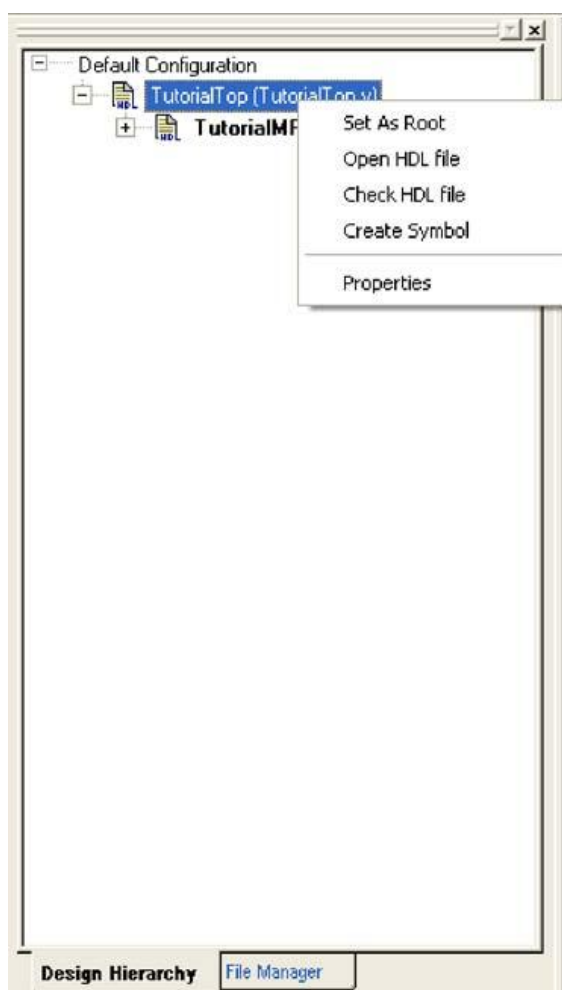 Default Configuration
TutorialTop (TutorialTop.v)
TutorialMF
Set As Root
Open HDL file
Check HDL file
Create Symbol
Properties
Design Hierarchy File Manager